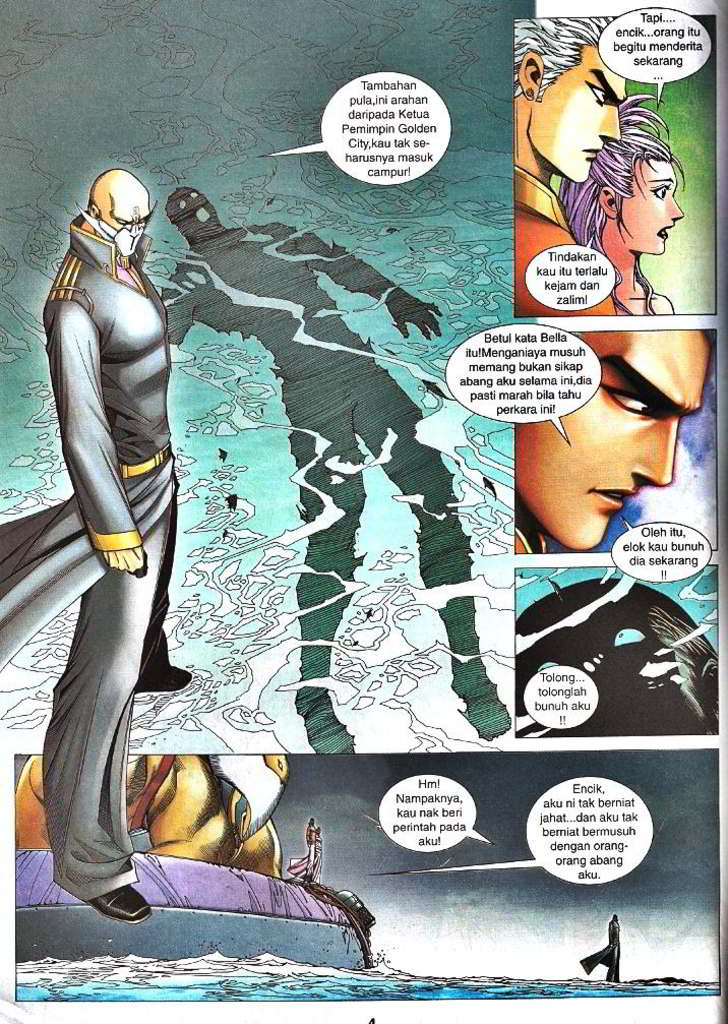 Tambahan
pula,ini arahan
daripada Ketua
Pemimpin Golden
City,kau tak se-
harusnya masuk
campur!
Tapi....
encik...orang itu
begitu menderita
sekarang
...
Tindakan
kau itu terlalu
kejam dan
zalim!
Betul kata Bella
itu!Menganiaya musuh
memang bukan sikap
abang aku selama ini,dia
pasti marah bila tahu
perkara ini!
Oleh itu,
elok kau bunuh
dia sekarang
!!
Tolong...
tolonglah
bunuh aku
!!
Hm!
Nampaknya,
kau nak beri
perintah pada
aku!
Encik,
aku ni tak berniat
jahat...dan aku tak
berniat bermusuh
dengan orang-
orang abang
aku.
4